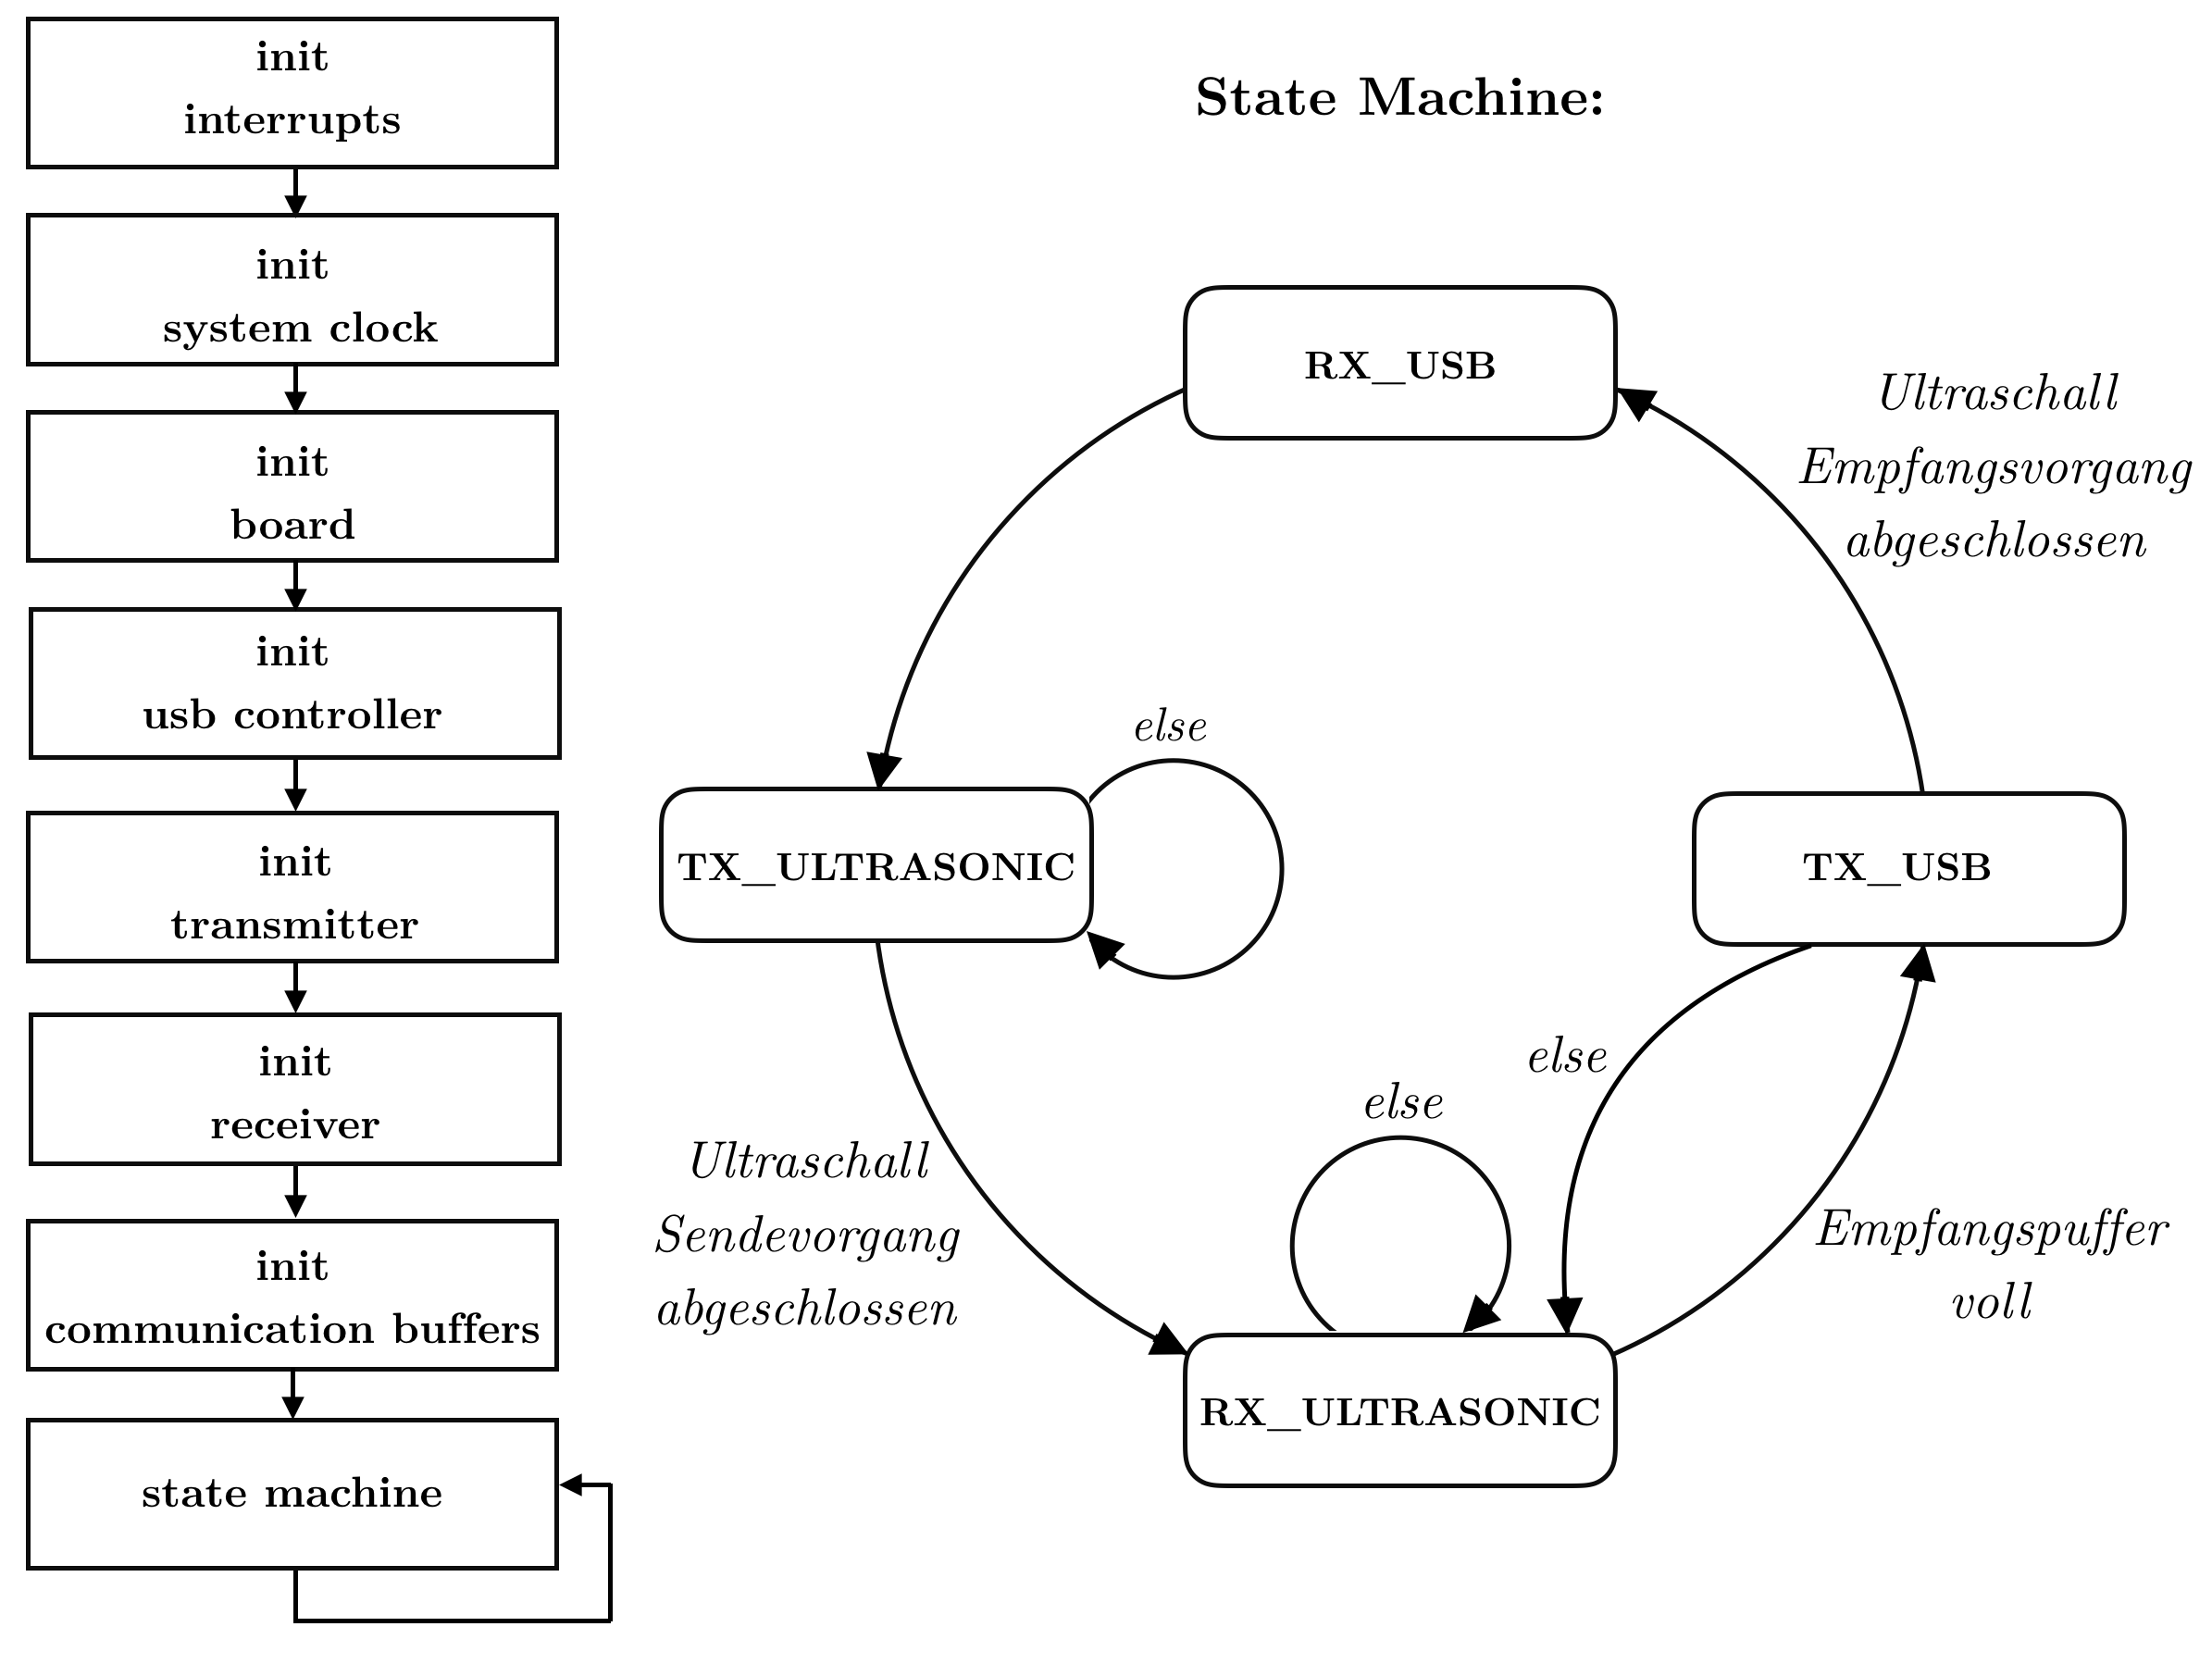 init
interrupts
init
system clock
init
board
init
usb controller
init
transmitter
init
receiver
init
communication buffers
state machine
State Machine:
RX_USB
Ultraschall
Empfangsvorgang
abgeschlossen
else
TX_ULTRASONIC
TX_USB
else
else
Ultraschall
Sendevorgang
abgeschlossen
Empfangspuffer
voll
RX_ULTRASONIC